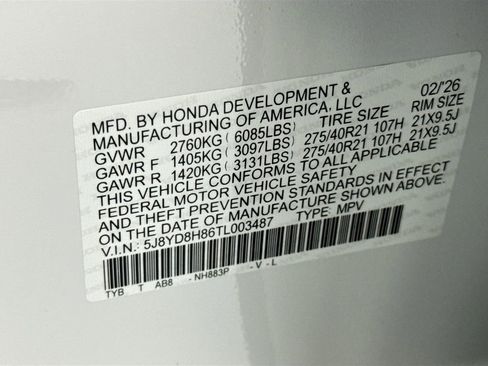 MFD. BY HONDA DEVELOPMENT & 02/'26
MANUFACTURING OF AMERICA, LLC TIRE SIZE RIM SIZE
GVWR 2760KG ( 6085LBS )
GAWR F 1405KG ( 3097LBS ) 275/40R21 107H 21X9.5J
GAWR R 1420KG ( 3131LBS ) 275/40R21 107H 21X9.5J
THIS VEHICLE CONFORMS TO ALL APPLICABLE
FEDERAL MOTOR VEHICLE SAFETY
AND THEFT PREVENTION STANDARDS IN EFFECT
ON THE DATE OF MANUFACTURE SHOWN ABOVE.
V.I.N.: 5J8YD8H86TL003487 TYPE: MPV
TYB T AB8 - NH883P - V - L